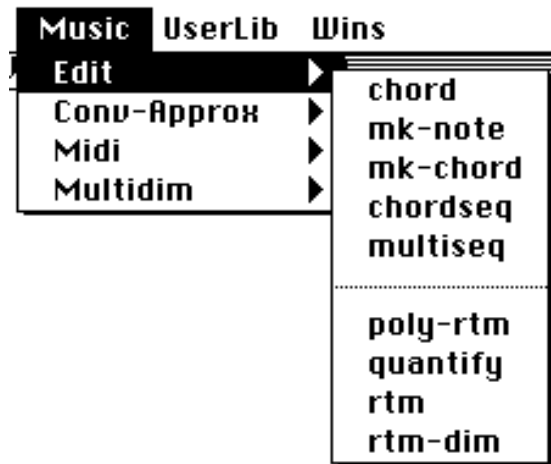 Music UserLib Wins
Edit
Conv-Approx
Midi
Multidim
chord
mk-note
mk-chord
chordseq
multiseq
poly-rtm
quantify
rtm
rtm-dim